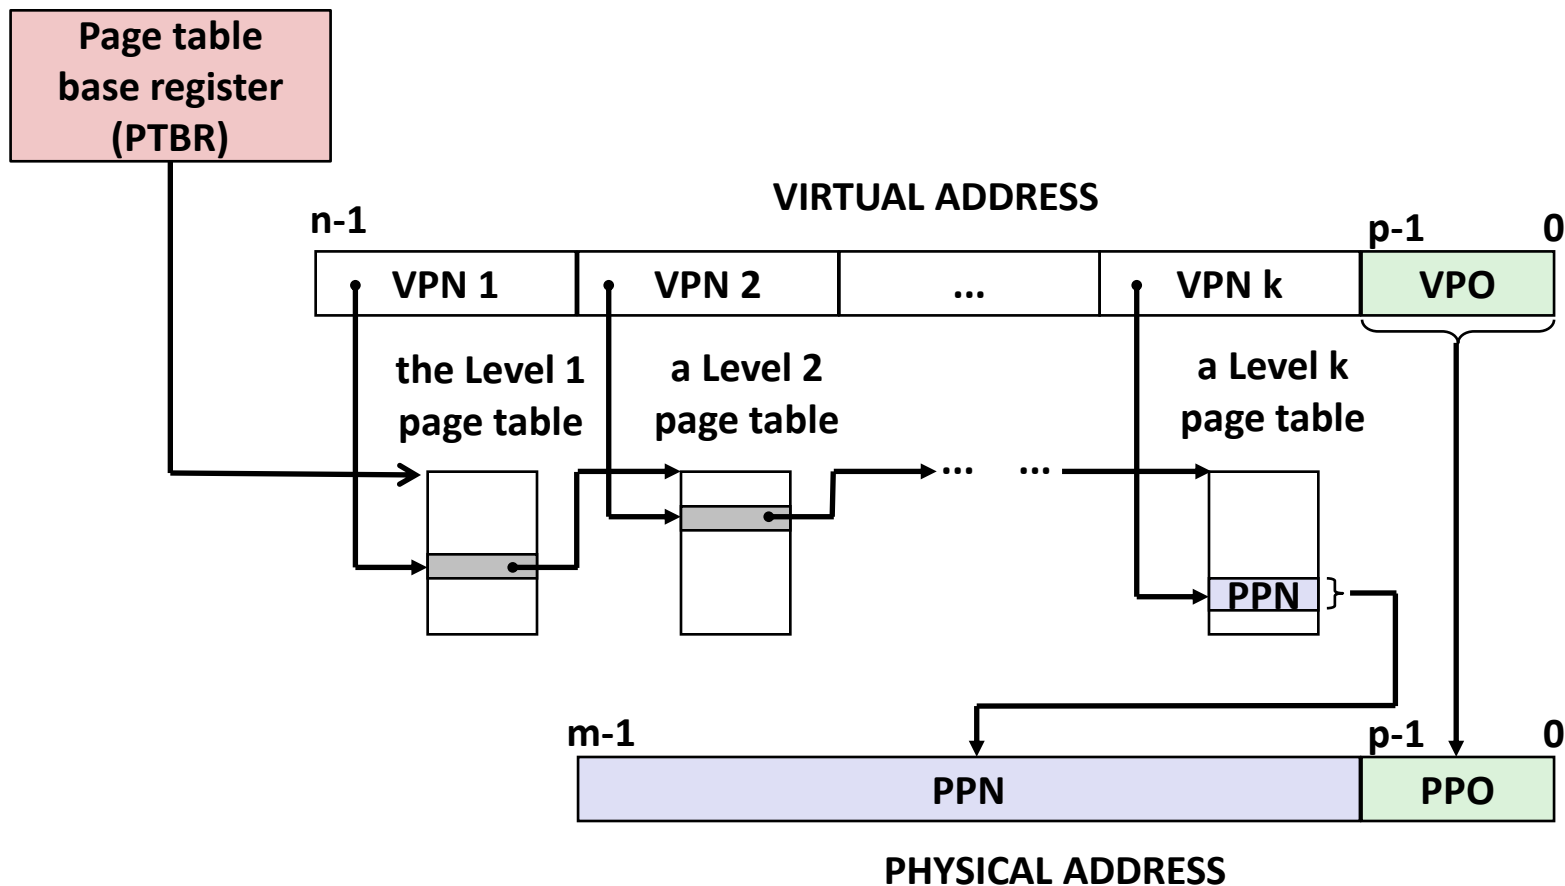 Page table
base register
(PTBR)
VIRTUAL ADDRESS
n-1
p-1
0
VPN 1
VPN 2
...
VPN k
VPO
the Level 1
page table
a Level 2
page table
a Level k
page table
...
...
PPN
m-1
p-1
0
PPN
PPO
PHYSICAL ADDRESS